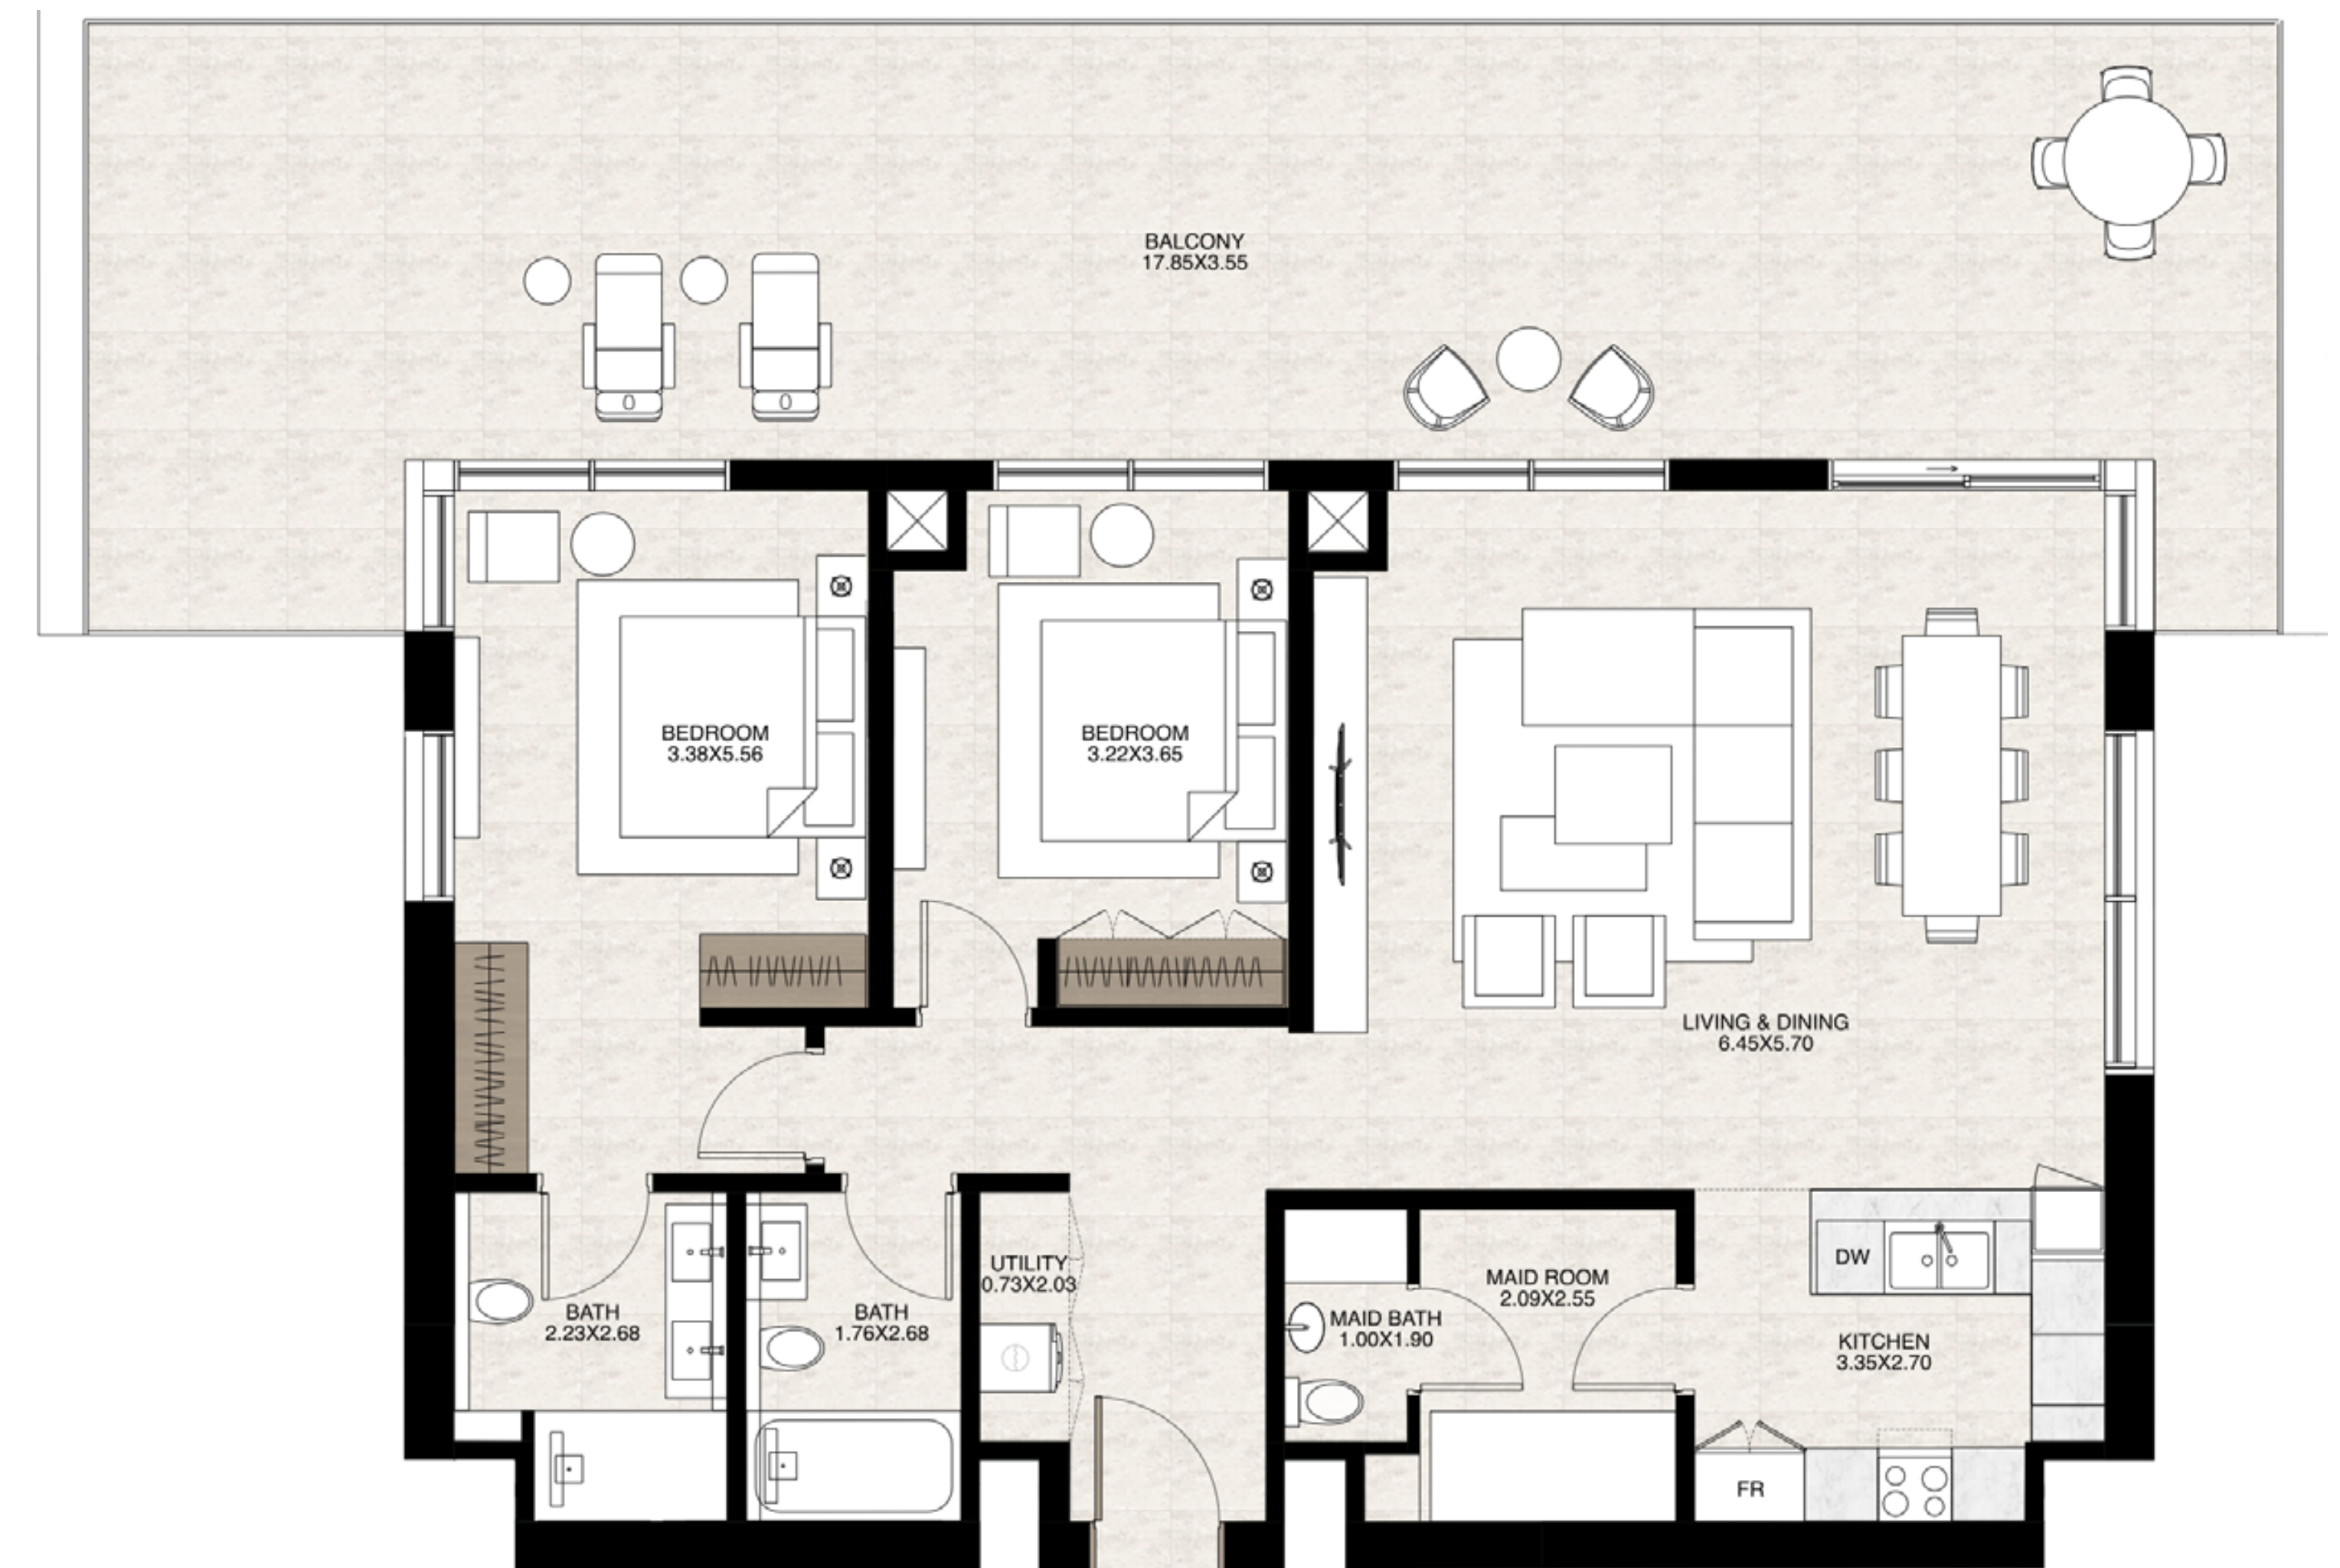 BALCONY
17.85X3.55
BEDROOM
3.38X5.56
BEDROOM
3.22X3.65
LIVING & DINING
6.45X5.70
UTILITY
0.73X2.03
BATH
2.23X2.68
BATH
1.76X2.68
MAID BATH
1.00X1.90
MAID ROOM
2.09X2.55
DW
KITCHEN
3.35X2.70
FR